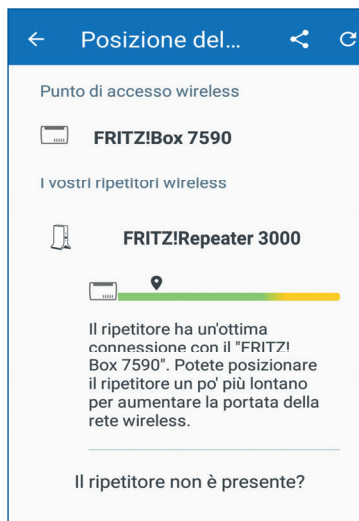 Posizione del...
Punto di accesso wireless
FRITZ!Box 7590
I vostri ripetitori wireless
FRITZ!Repeater 3000
Il ripetitore ha un'ottima
connessione con il "FRITZ!
Box 7590". Potete posizionare
il ripetitore un po' più lontano
per aumentare la portata della
rete wireless.
Il ripetitore non è presente?